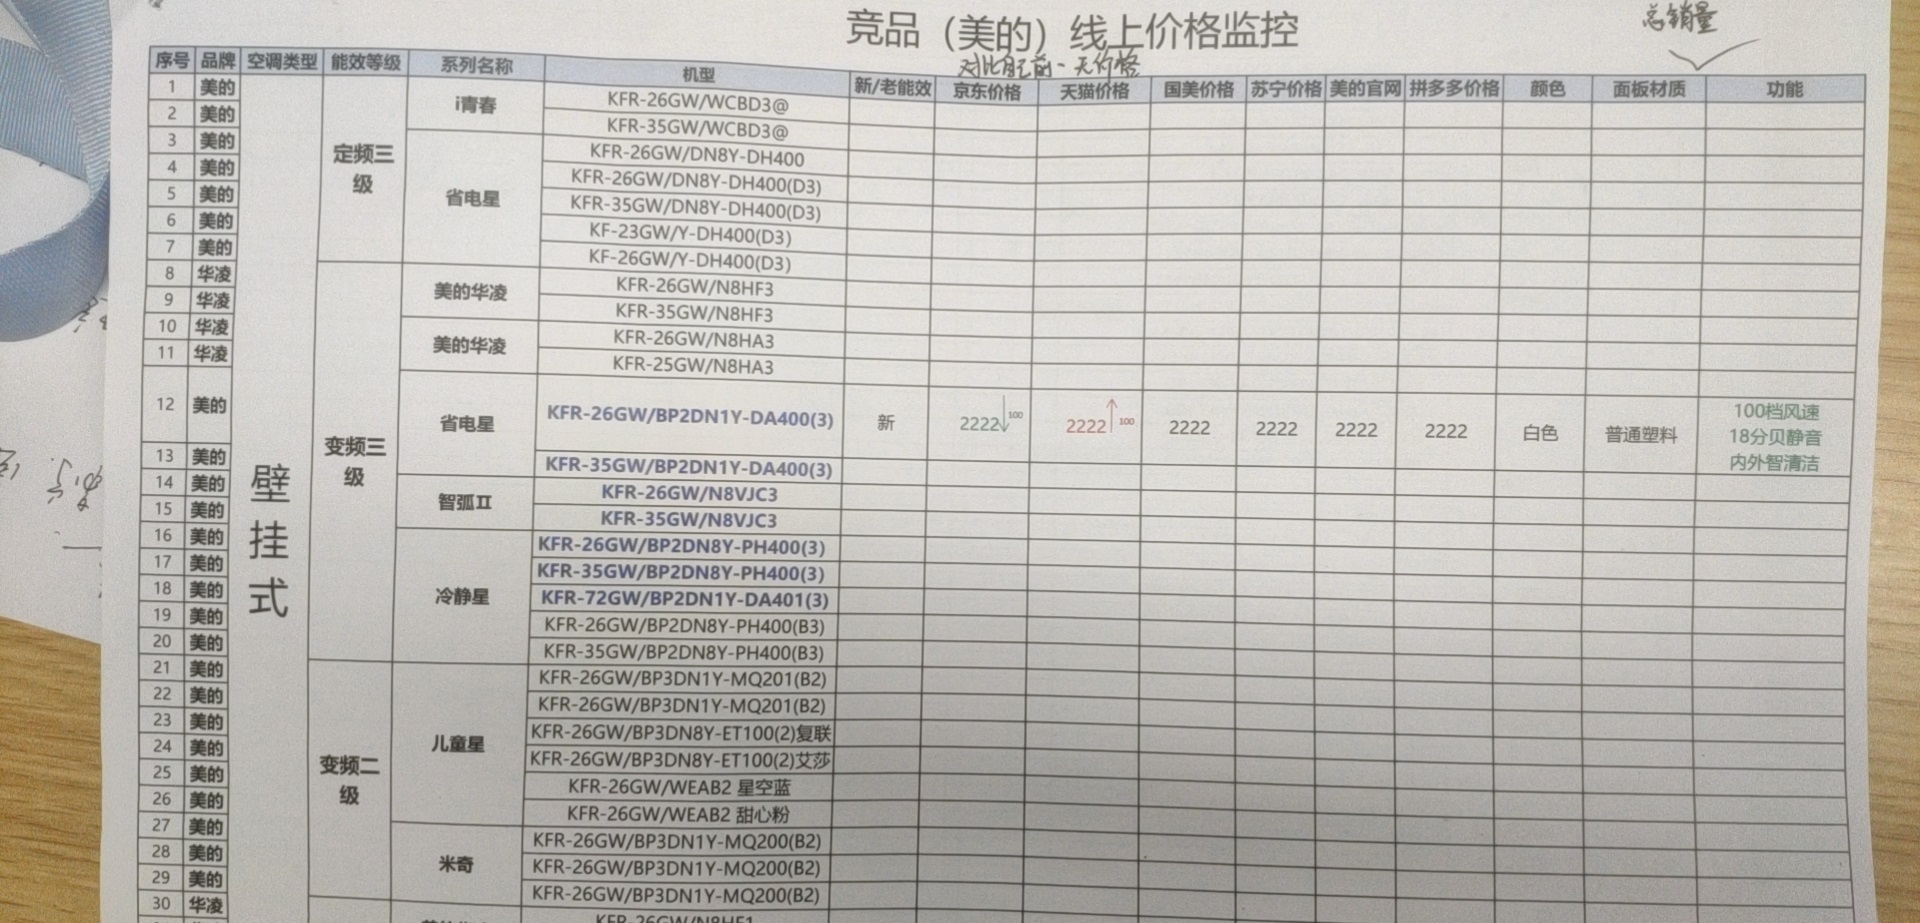 竞品（美的）线上价格监控
总销量
对比
无价格
序号 品牌 空调类型 能效等级 系列名称 机型 新/老能效 京东价格 天猫价格 国美价格 苏宁价格 美的官网 拼多多价格 颜色 面板材质 功能
壁挂式
定频三级
i青春
1 美的 KFR-26GW/WCBD3@
2 美的 KFR-35GW/WCBD3@
省电星
3 美的 KFR-26GW/DN8Y-DH400
4 美的 KFR-26GW/DN8Y-DH400(D3)
5 美的 KFR-35GW/DN8Y-DH400(D3)
6 美的 KF-23GW/Y-DH400(D3)
7 美的 KF-26GW/Y-DH400(D3)
变频三级
美的华凌
8 华凌 KFR-26GW/N8HF3
9 华凌 KFR-35GW/N8HF3
美的华凌
10 华凌 KFR-26GW/N8HA3
11 华凌 KFR-25GW/N8HA3
省电星
12 美的 KFR-26GW/BP2DN1Y-DA400(3) 新 2222↓100 2222↑100 2222 2222 2222 2222 白色 普通塑料
100档风速
18分贝静音
内外智清洁
13 美的 KFR-35GW/BP2DN1Y-DA400(3)
智弧Ⅱ
14 美的 KFR-26GW/N8VJC3
15 美的 KFR-35GW/N8VJC3
冷静星
16 美的 KFR-26GW/BP2DN8Y-PH400(3)
17 美的 KFR-35GW/BP2DN8Y-PH400(3)
18 美的 KFR-72GW/BP2DN1Y-DA401(3)
19 美的 KFR-26GW/BP2DN8Y-PH400(B3)
20 美的 KFR-35GW/BP2DN8Y-PH400(B3)
变频二级
儿童星
21 美的 KFR-26GW/BP3DN1Y-MQ201(B2)
22 美的 KFR-26GW/BP3DN1Y-MQ201(B2)
23 美的 KFR-26GW/BP3DN8Y-ET100(2)复联
24 美的 KFR-26GW/BP3DN8Y-ET100(2)艾莎
25 美的 KFR-26GW/WEAB2 星空蓝
26 美的 KFR-26GW/WEAB2 甜心粉
米奇
27 美的 KFR-26GW/BP3DN1Y-MQ200(B2)
28 美的 KFR-26GW/BP3DN1Y-MQ200(B2)
29 美的 KFR-26GW/BP3DN1Y-MQ200(B2)
30 华凌 KFR-26GW/N8HF1